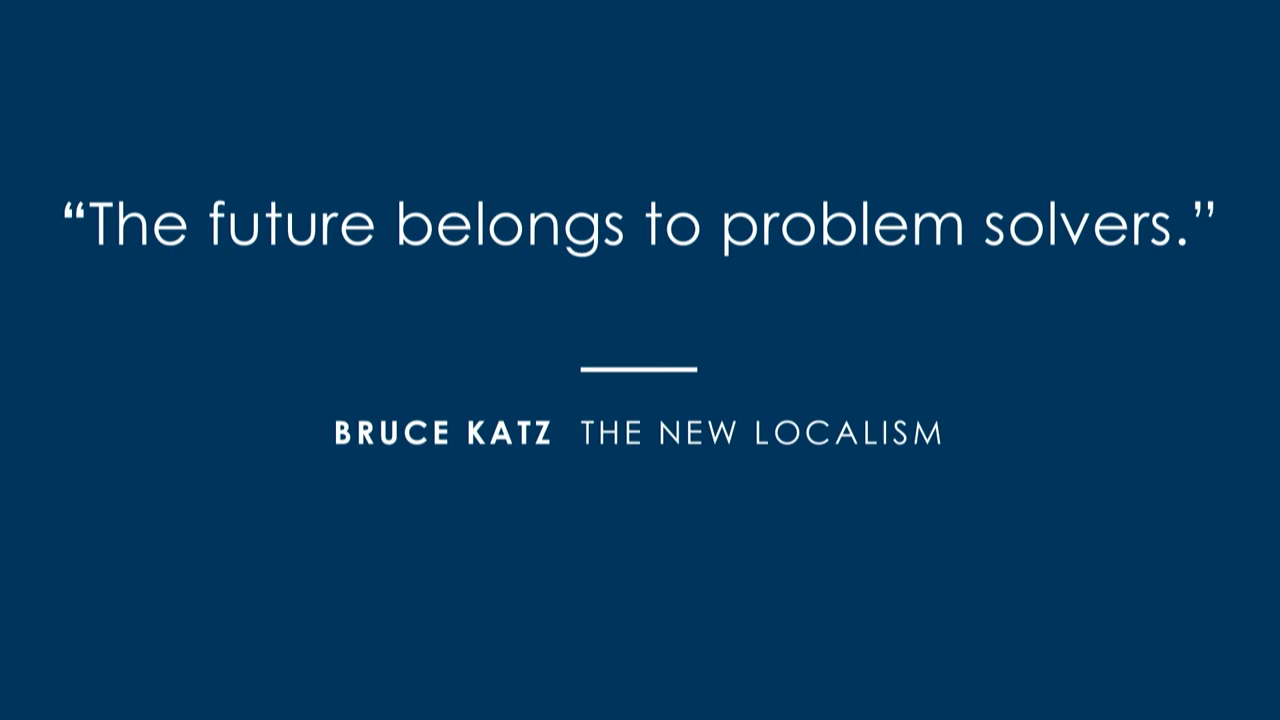 “The future belongs to problem solvers.”
BRUCE KATZ THE NEW LOCALISM